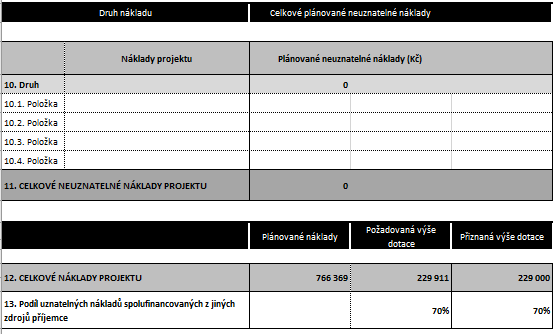 Druh nákladu Celkové plánované neuznatelné náklady
Náklady projektu Plánované neuznatelné náklady (Kč)
10. Druh 0
10.1. Položka
10.2. Položka
10.3. Položka
10.4. Položka
11. CELKOVÉ NEUZNATELNÉ NÁKLADY PROJEKTU 0
Plánované náklady Požadovaná výše dotace Přiznaná výše dotace
12. CELKOVÉ NÁKLADY PROJEKTU 766 369 229 911 229 000
13. Podíl uznatelných nákladů spolufinancovaných z jiných
zdrojů příjemce 70% 70%